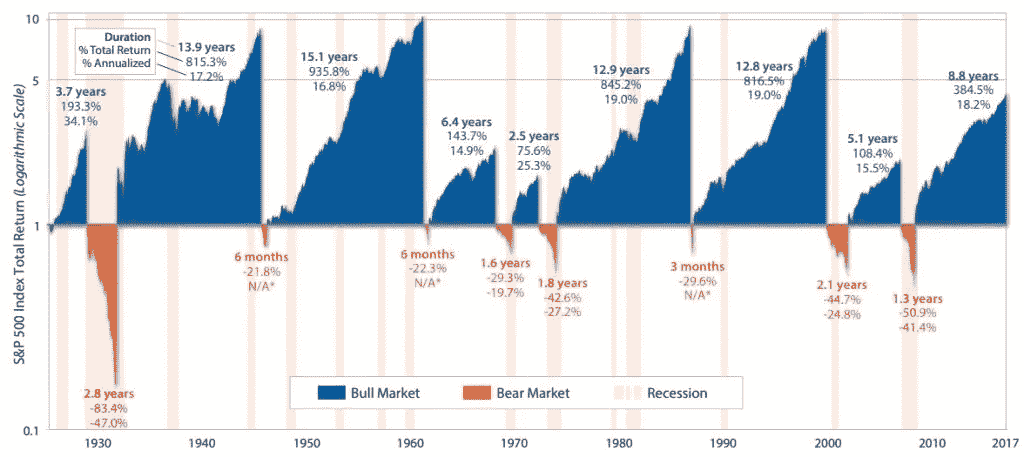 S&P 500 Index Total Return (Logarithmic Scale)
10
5
1
0.1
Duration
% Total Return
% Annualized
3.7 years
193.3%
34.1%
13.9 years
815.3%
17.2%
15.1 years
935.8%
16.8%
6.4 years
143.7%
14.9%
2.5 years
75.6%
25.3%
12.9 years
845.2%
19.0%
12.8 years
816.5%
19.0%
5.1 years
108.4%
15.5%
8.8 years
384.5%
18.2%
2.8 years
-83.4%
-47.0%
6 months
-21.8%
N/A*
6 months
-22.3%
N/A*
1.6 years
-29.3%
-19.7%
1.8 years
-42.6%
-27.2%
3 months
-29.6%
N/A*
2.1 years
-44.7%
-24.8%
1.3 years
-50.9%
-41.4%
Bull Market Bear Market Recession
1930 1940 1950 1960 1970 1980 1990 2000 2010 2017